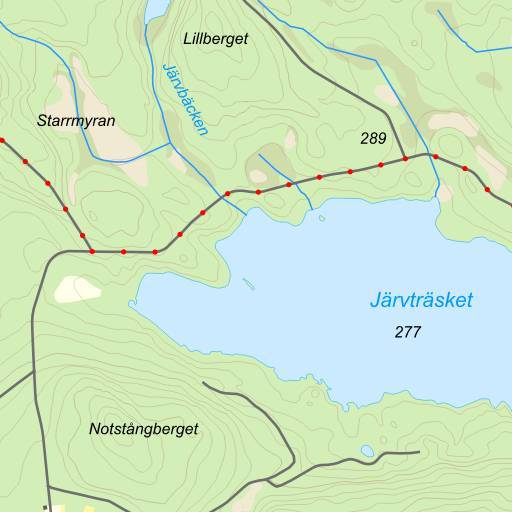 Lillberget
Järvbäcken
Starrmyran
289
Järvträsket
277
Notstångberget